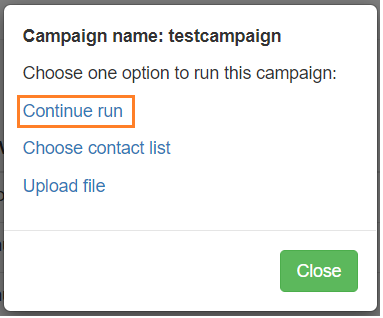 Campaign name: testcampaign
Choose one option to run this campaign:
Continue run
Choose contact list
Upload file
Close